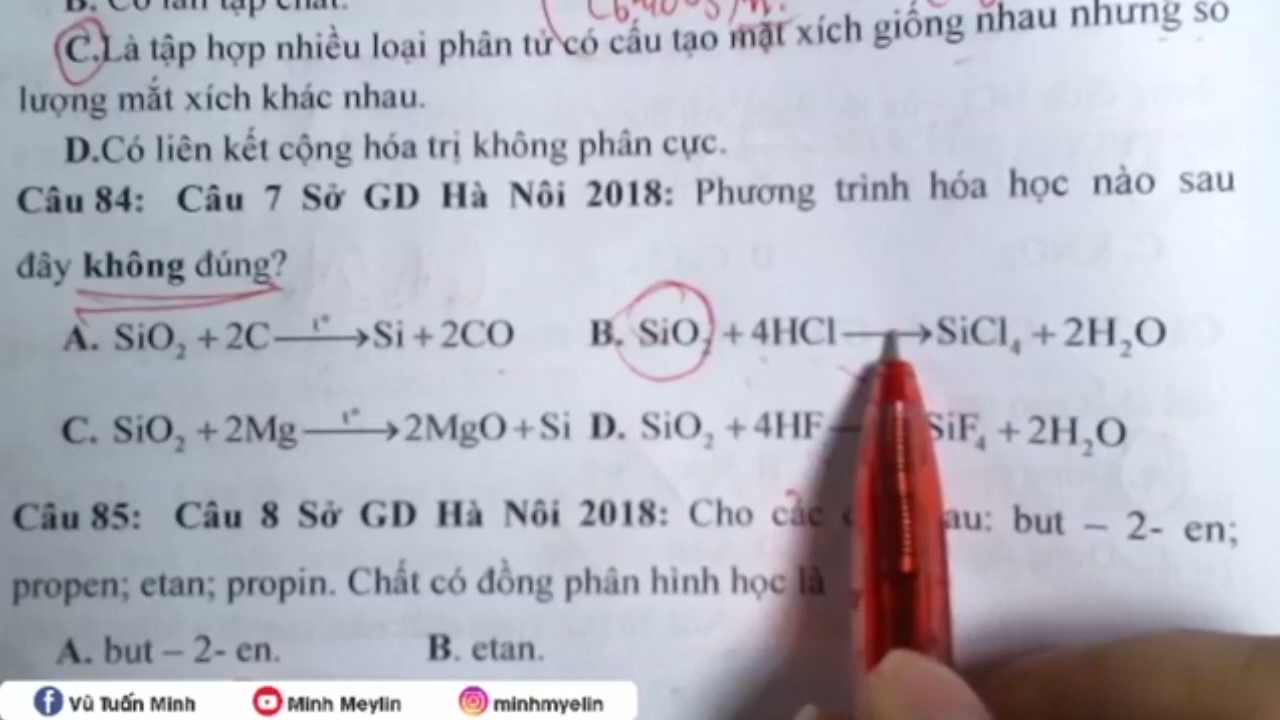 B. Có lẫn tạp chất.
C.Là tập hợp nhiều loại phân tử có cấu tạo mặt xích giống nhau nhưng số
lượng mắt xích khác nhau.
D.Có liên kết cộng hóa trị không phân cực.
Câu 84: Câu 7 Sở GD Hà Nôi 2018: Phương trình hóa học nào sau
đây không đúng?
A. SiO₂ + 2C —t°→ Si + 2CO B. SiO₂ + 4HCl ⟶ SiCl₄ + 2H₂O
C. SiO₂ + 2Mg —t°→ 2MgO + Si D. SiO₂ + 4HF SiF₄ + 2H₂O
Câu 85: Câu 8 Sở GD Hà Nôi 2018: Cho các au: but – 2- en;
propen; etan; propin. Chất có đồng phân hình học là
A. but – 2- en. B. etan.
Vũ Tuấn Minh Minh Meylin minhmyelin